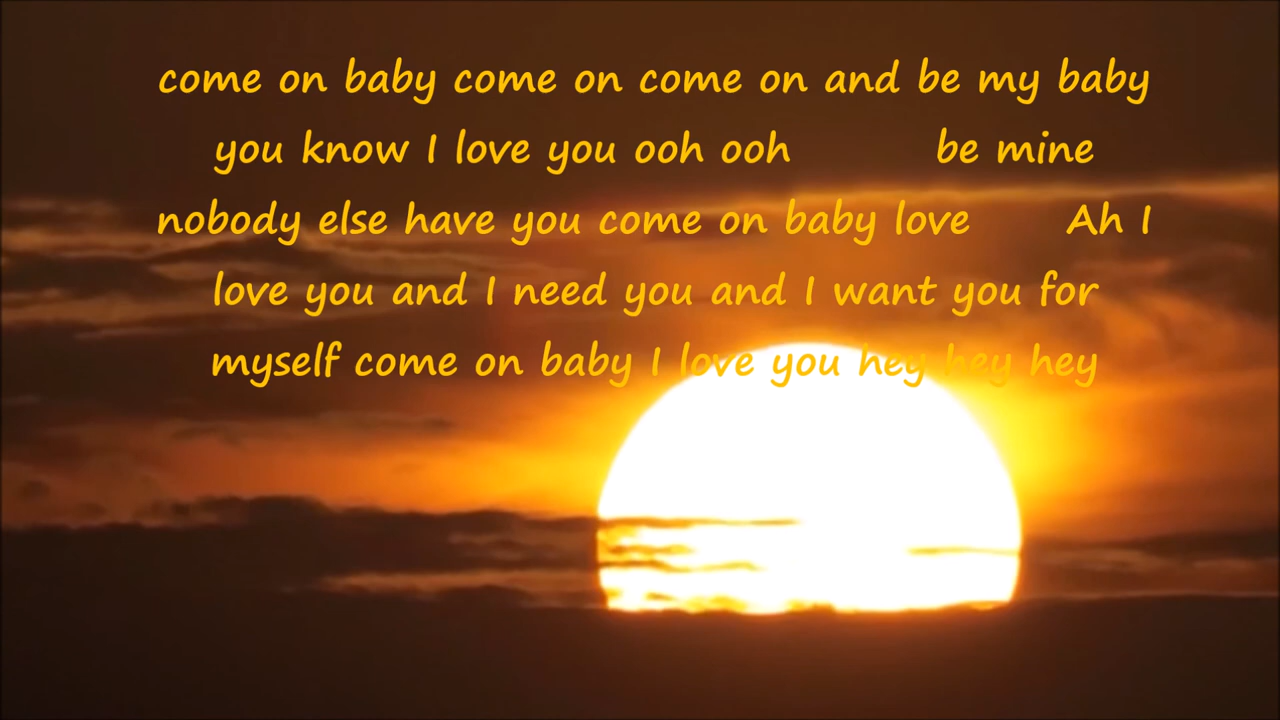 come on baby come on come on and be my baby
you know I love you ooh ooh be mine
nobody else have you come on baby love Ah I
love you and I need you and I want you for
myself come on baby I love you hey hey hey